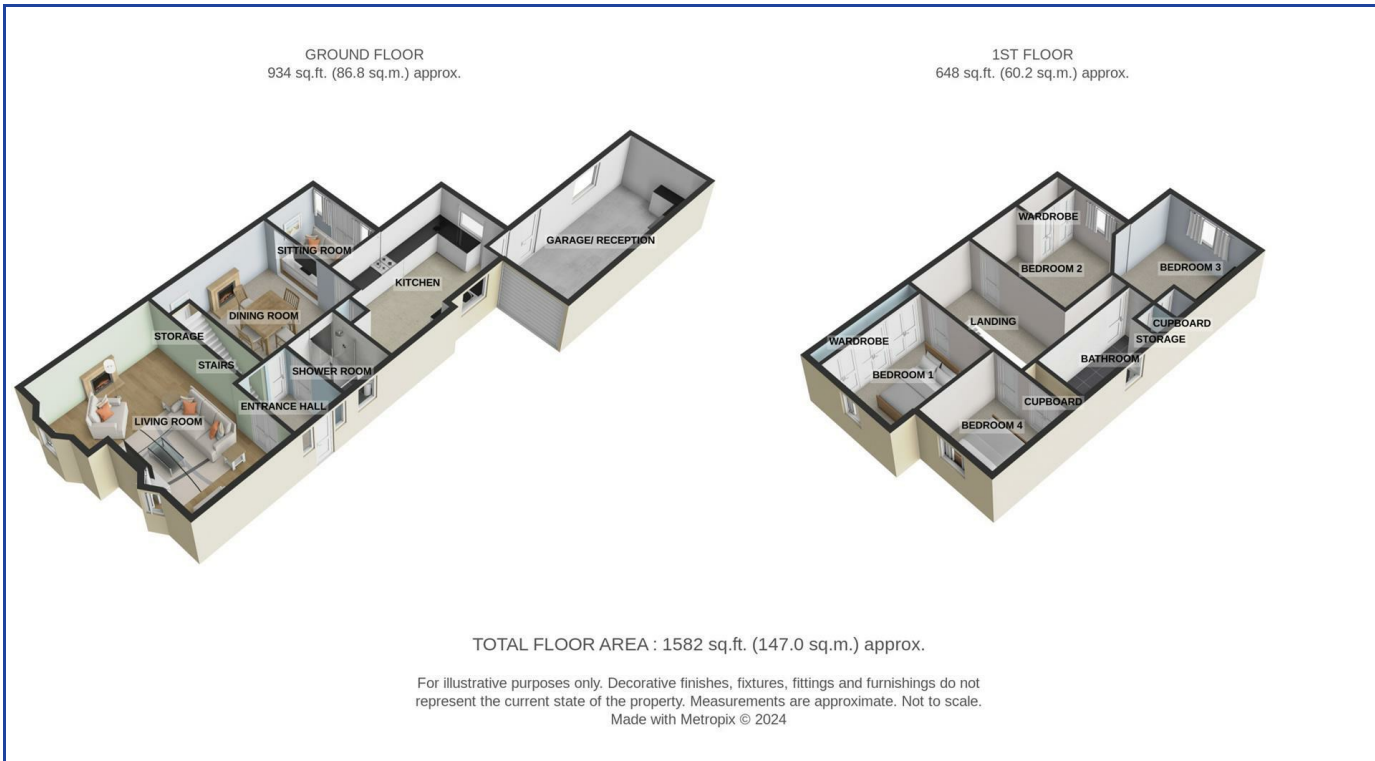 GROUND FLOOR
934 sq.ft. (86.8 sq.m.) approx.
SITTING ROOM
GARAGE/ RECEPTION
KITCHEN
DINING ROOM
STORAGE
STAIRS
SHOWER ROOM
ENTRANCE HALL
LIVING ROOM
1ST FLOOR
648 sq.ft. (60.2 sq.m.) approx.
WARDROBE
BEDROOM 2
BEDROOM 3
LANDING
CUPBOARD
STORAGE
WARDROBE
BATHROOM
BEDROOM 1
CUPBOARD
BEDROOM 4
TOTAL FLOOR AREA : 1582 sq.ft. (147.0 sq.m.) approx.
For illustrative purposes only. Decorative finishes, fixtures, fittings and furnishings do not
represent the current state of the property. Measurements are approximate. Not to scale.
Made with Metropix © 2024